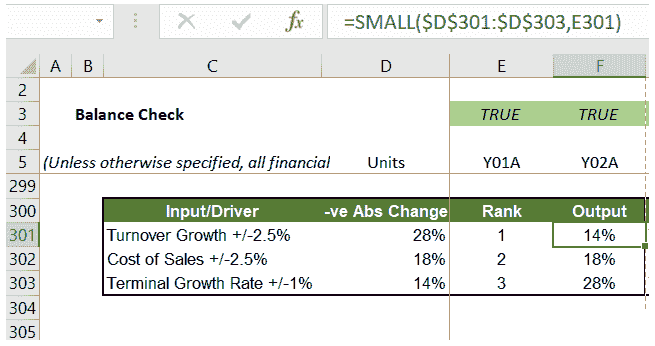 fx =SMALL($D$301:$D$303,E301)
A B C D E F
2
3 Balance Check TRUE TRUE
4
5 (Unless otherwise specified, all financial Units Y01A Y02A
299
300 Input/Driver -ve Abs Change Rank Output
301 Turnover Growth +/-2.5% 28% 1 14%
302 Cost of Sales +/-2.5% 18% 2 18%
303 Terminal Growth Rate +/-1% 14% 3 28%
304
305